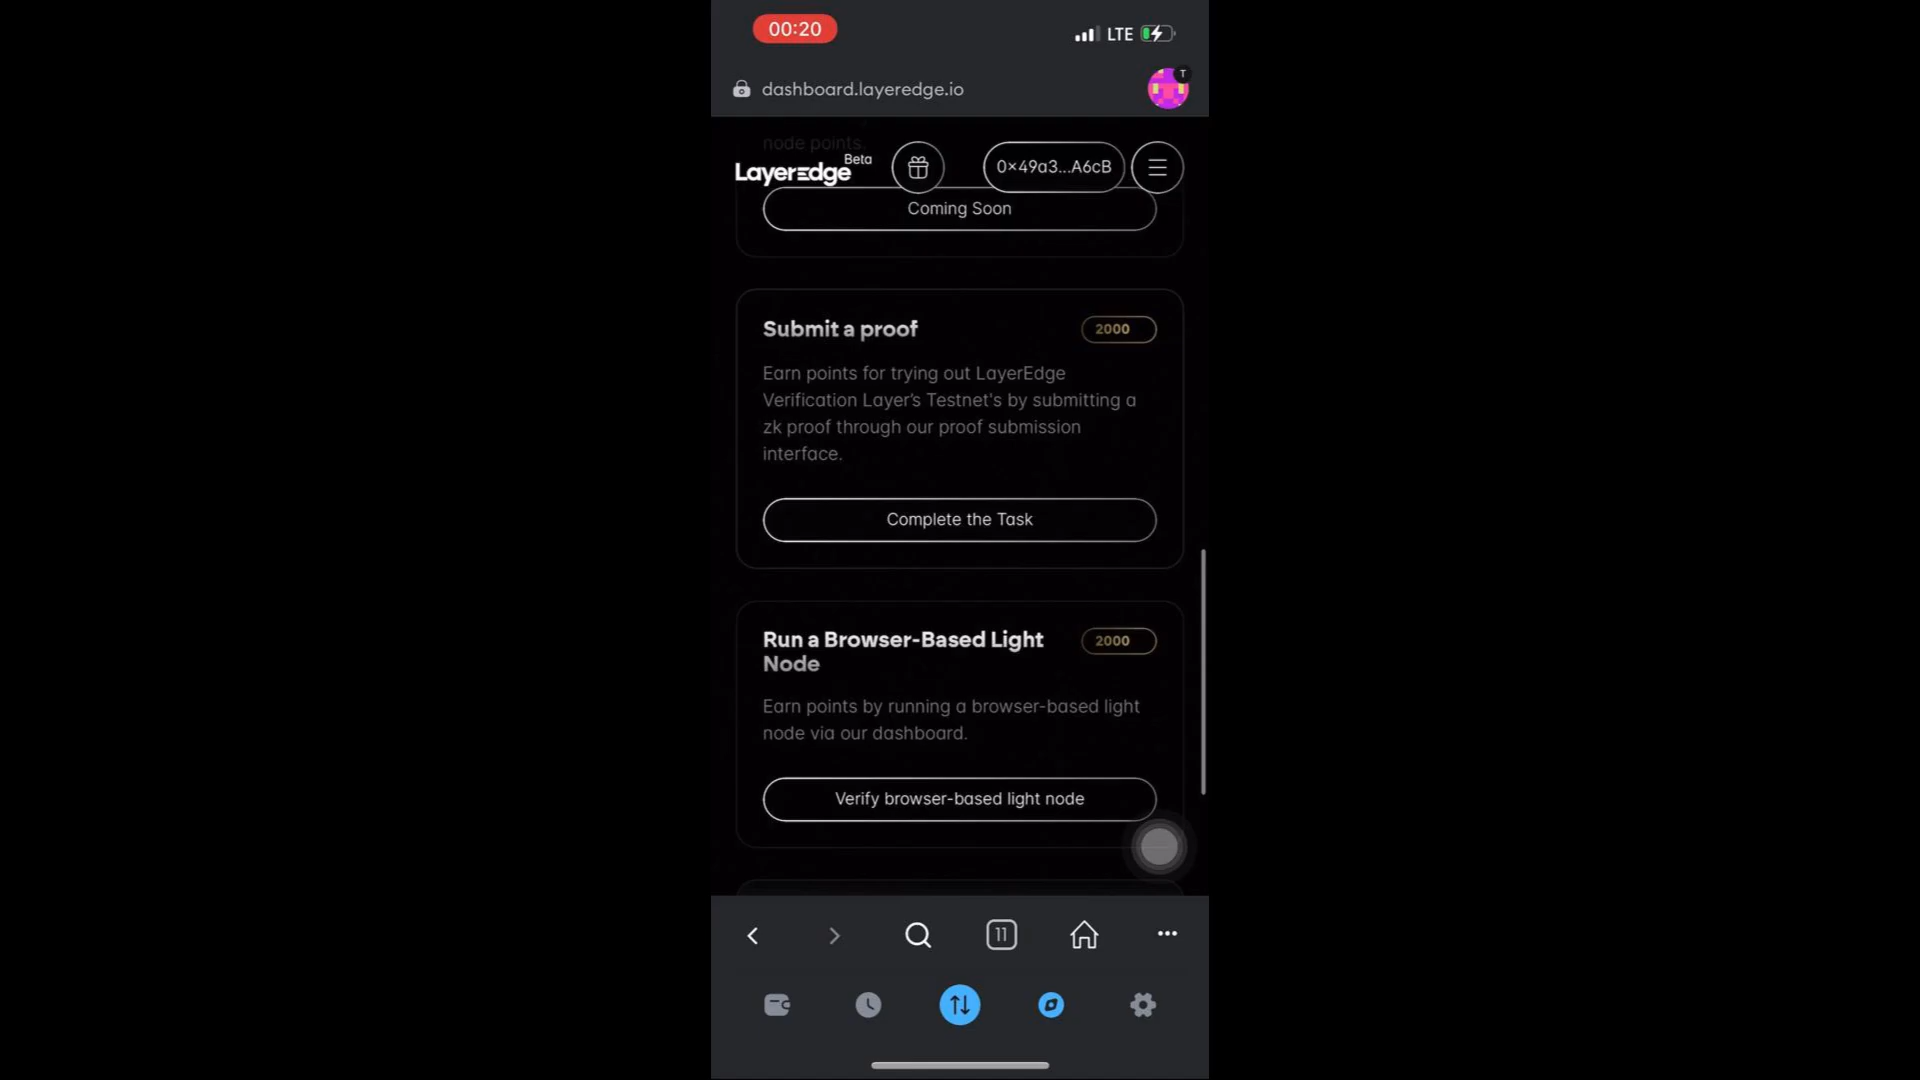 00:20
LTE
dashboard.layeredge.io
T
node points.
LayerEdge Beta
0×49a3...A6cB
Coming Soon
Submit a proof
2000
Earn points for trying out LayerEdge
Verification Layer's Testnet's by submitting a
zk proof through our proof submission
interface.
Complete the Task
Run a Browser-Based Light
Node
2000
Earn points by running a browser-based light
node via our dashboard.
Verify browser-based light node
11